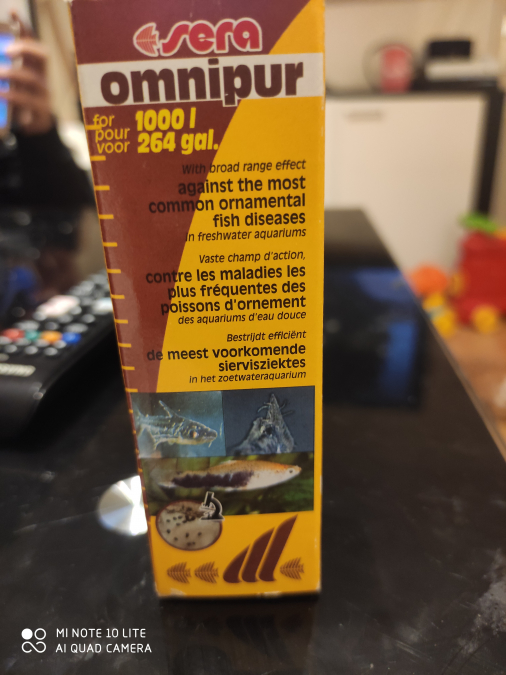 sera
omnipur
for
pour
voor
1000 l
264 gal.
With broad range effect
against the most
common ornamental
fish diseases
in freshwater aquariums
Vaste champ d'action,
contre les maladies les
plus fréquentes des
poissons d'ornement
des aquariums d'eau douce
Bestrijdt efficiënt
de meest voorkomende
siervisziektes
in het zoetwateraquarium
MI NOTE 10 LITE
AI QUAD CAMERA